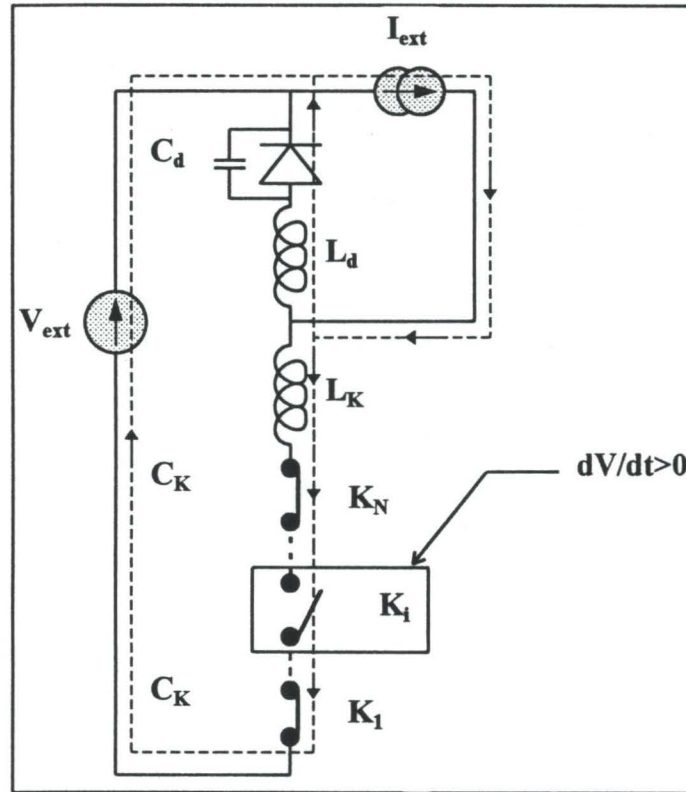 I_ext
C_d
L_d
V_ext
L_K
dV/dt>0
C_K
K_N
K_i
C_K
K_1